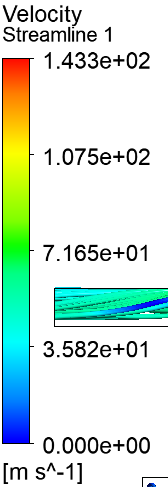 Velocity
Streamline 1
1.433e+02
1.075e+02
7.165e+01
3.582e+01
0.000e+00
[m s^-1]